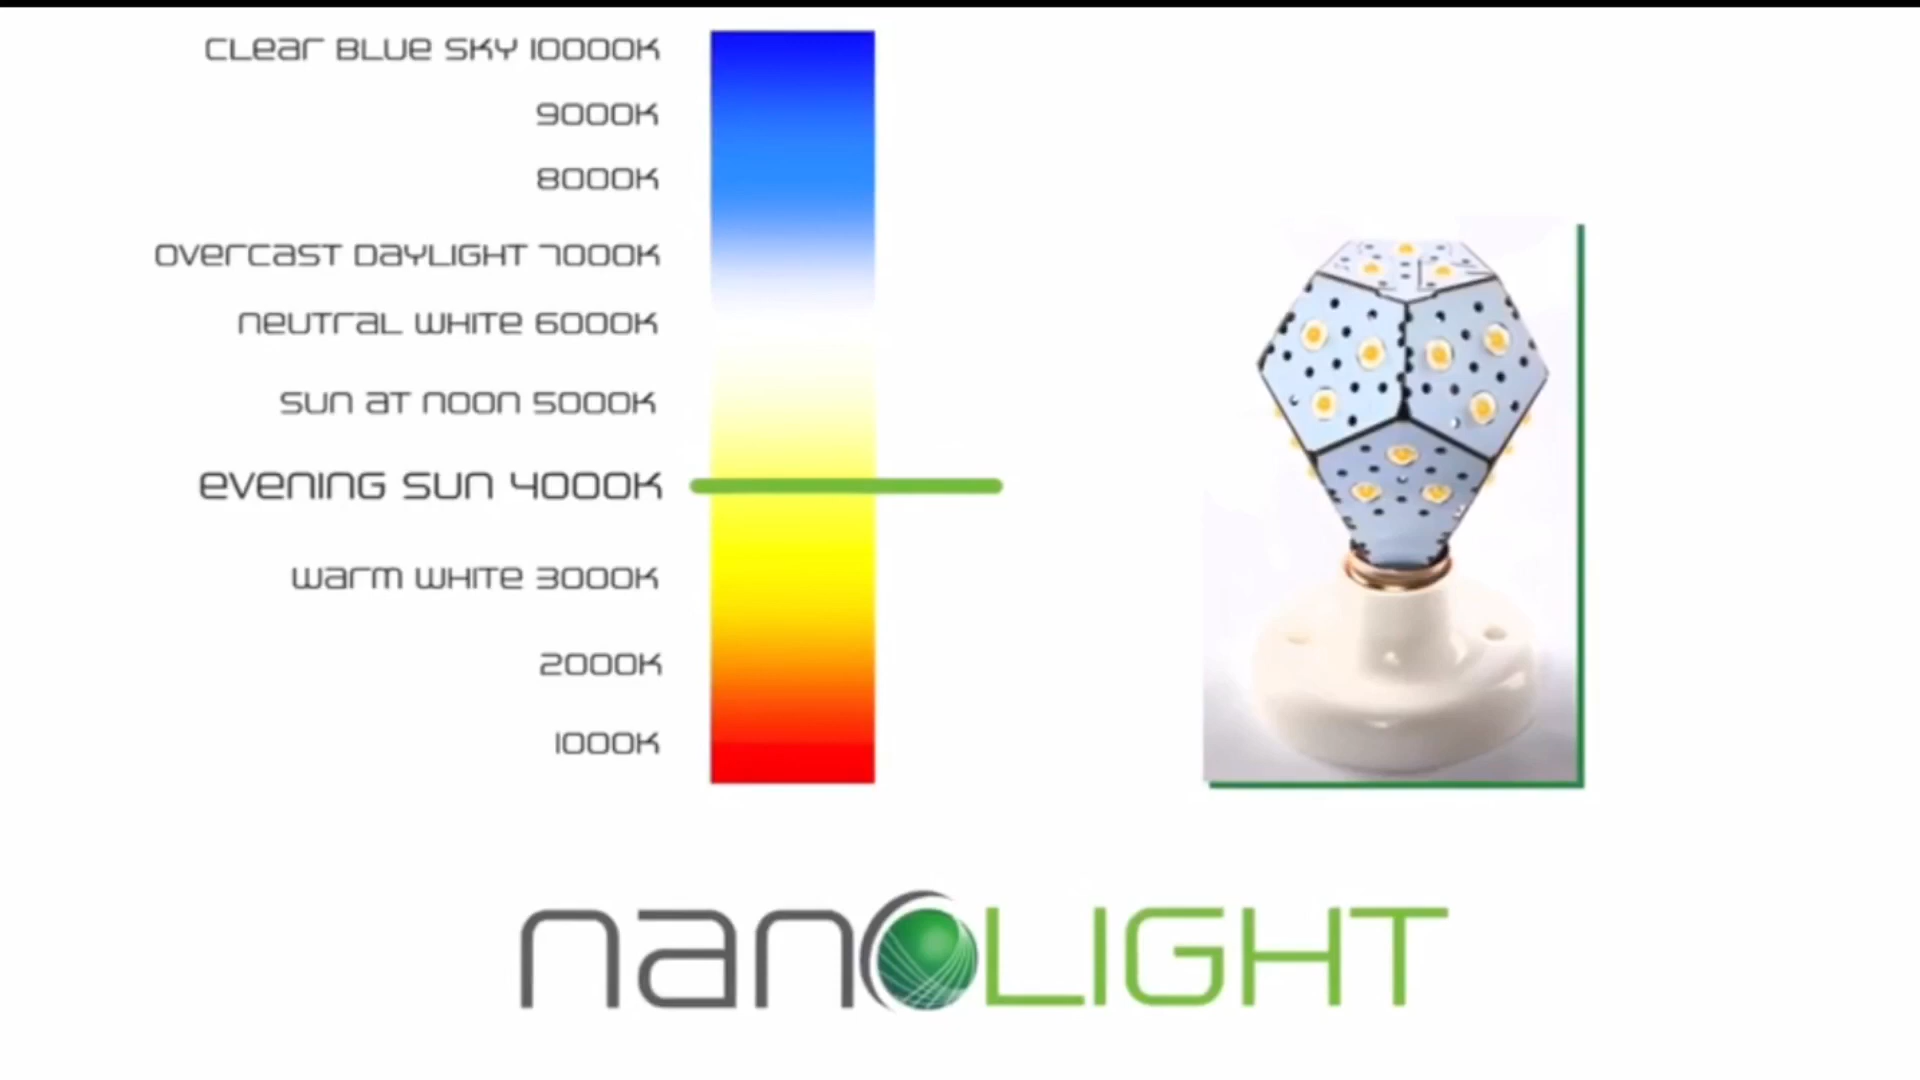 CLEAR BLUE SKY 10000K
9000K
8000K
OVERCAST DAYLIGHT 7000K
NEUTRAL WHITE 6000K
SUN AT NOON 5000K
EVENING SUN 4000K
WARM WHITE 3000K
2000K
1000K
nanoLIGHT